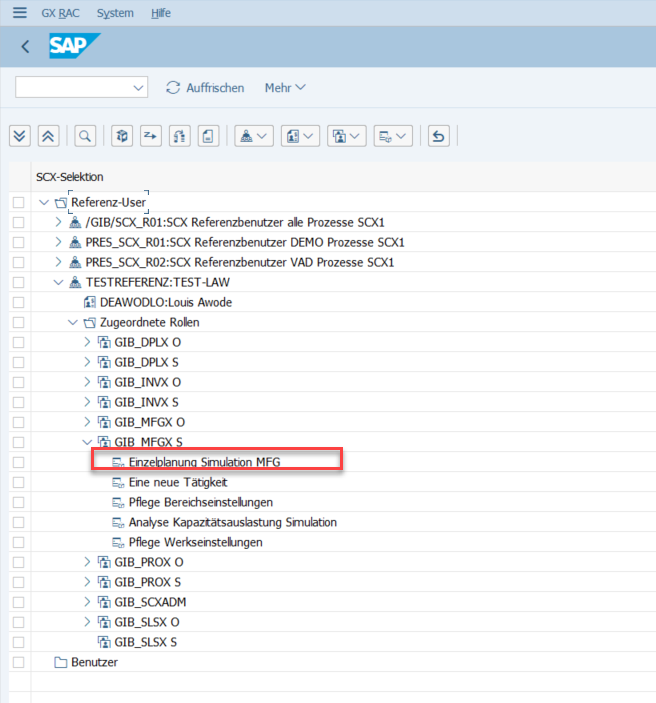 GX RAC System Hilfe
SAP
Auffrischen Mehr
SCX-Selektion
Referenz-User
/GIB/SCX_R01:SCX Referenzbenutzer alle Prozesse SCX1
PRES_SCX_R01:SCX Referenzbenutzer DEMO Prozesse SCX1
PRES_SCX_R02:SCX Referenzbenutzer VAD Prozesse SCX1
TESTREFERENZ:TEST-LAW
DEAWODLO:Louis Awode
Zugeordnete Rollen
GIB_DPLX O
GIB_DPLX S
GIB_INVX O
GIB_INVX S
GIB_MFGX O
GIB_MFGX S
Einzelplanung Simulation MFG
Eine neue Tätigkeit
Pflege Bereichseinstellungen
Analyse Kapazitätsauslastung Simulation
Pflege Werkseinstellungen
GIB_PROX O
GIB_PROX S
GIB_SCXADM
GIB_SLSX O
GIB_SLSX S
Benutzer